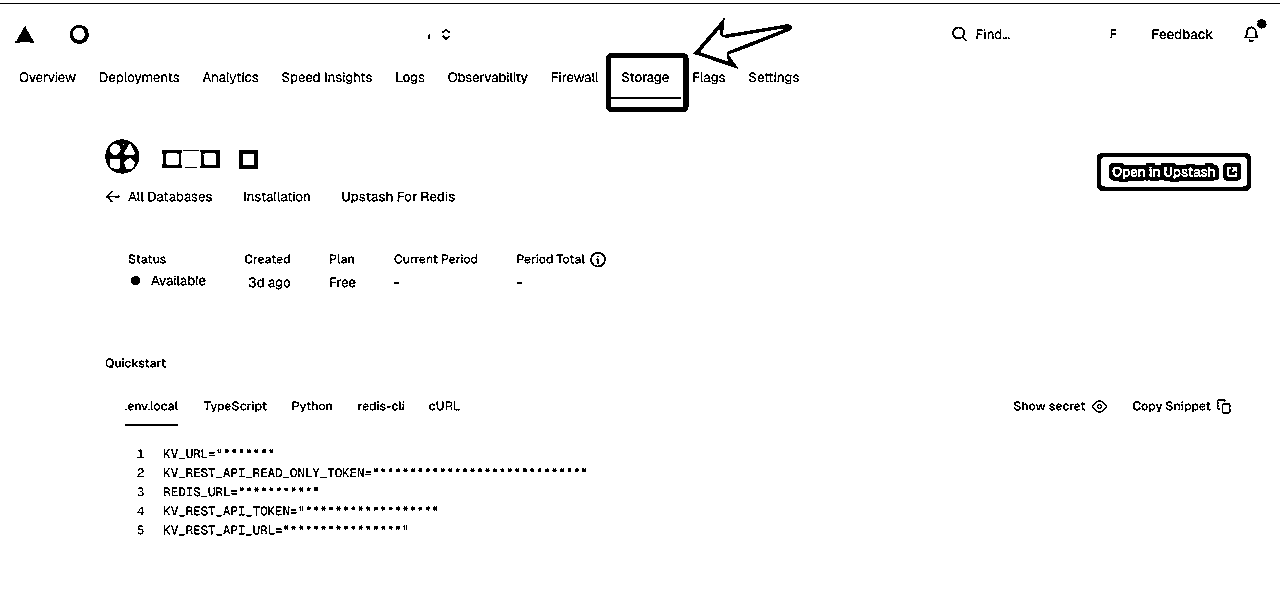 Find... F Feedback
Overview Deployments Analytics Speed Insights Logs Observability Firewall Storage Flags Settings
Open in Upstash
All Databases Installation Upstash For Redis
Status Created Plan Current Period Period Total
Available 3d ago Free - -
Quickstart
.env.local TypeScript Python redis-cli cURL Show secret Copy Snippet
1 KV_URL="********
2 KV_REST_API_READ_ONLY_TOKEN="****************************
3 REDIS_URL="**********
4 KV_REST_API_TOKEN="******************
5 KV_REST_API_URL="***************"